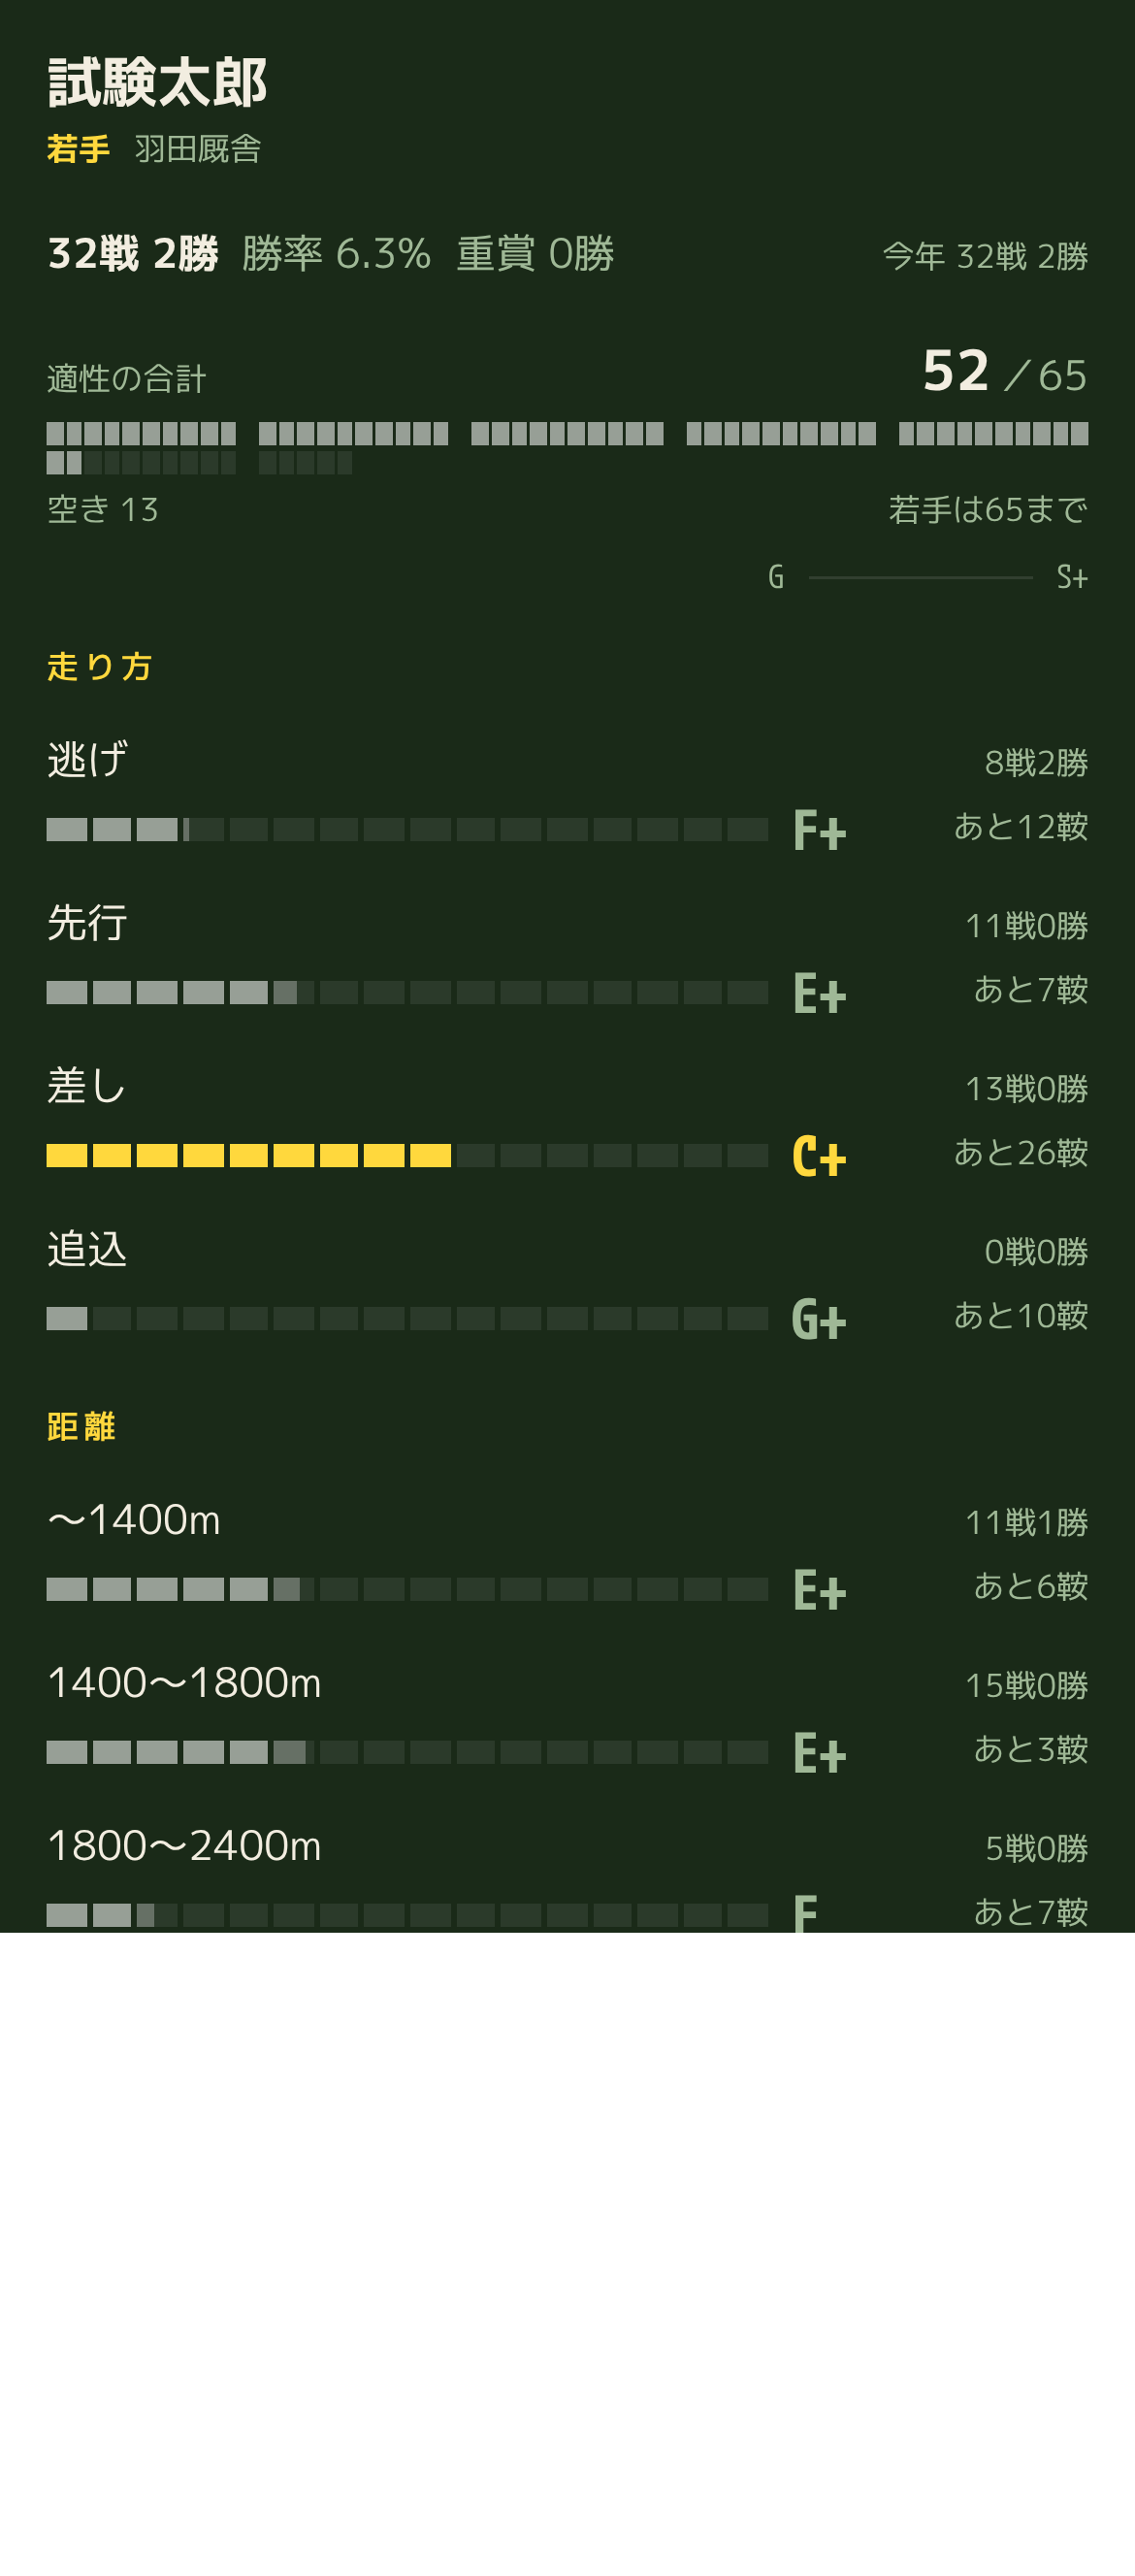 試験太郎
若手 羽田厩舎
32戦 2勝 勝率 6.3% 重賞 0勝 今年 32戦 2勝
適性の合計 52 ／65
空き 13 若手は65まで
G S+
走り方
逃げ 8戦2勝
F+ あと12鞍
先行 11戦0勝
E+ あと7鞍
差し 13戦0勝
C+ あと26鞍
追込 0戦0勝
G+ あと10鞍
距離
〜1400m 11戦1勝
E+ あと6鞍
1400〜1800m 15戦0勝
E+ あと3鞍
1800〜2400m 5戦0勝
F あと7鞍